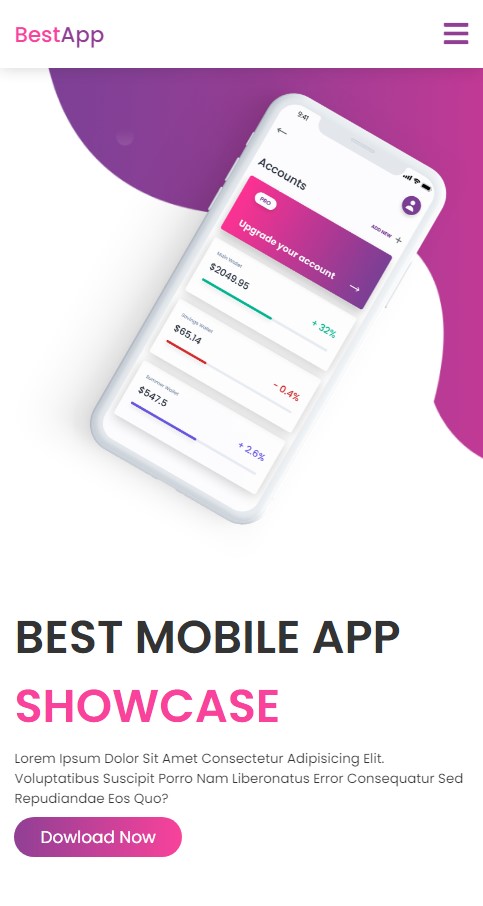 BestApp
9:41
Accounts
ADD NEW
PRO
Upgrade your account
Main Wallet
$2049.95
+ 32%
Savings Wallet
$65,14
- 0.4%
Summer Wallet
$547.5
+ 2.6%
BEST MOBILE APP
SHOWCASE
Lorem Ipsum Dolor Sit Amet Consectetur Adipisicing Elit.
Voluptatibus Suscipit Porro Nam Liberonatus Error Consequatur Sed
Repudiandae Eos Quo?
Dowload Now